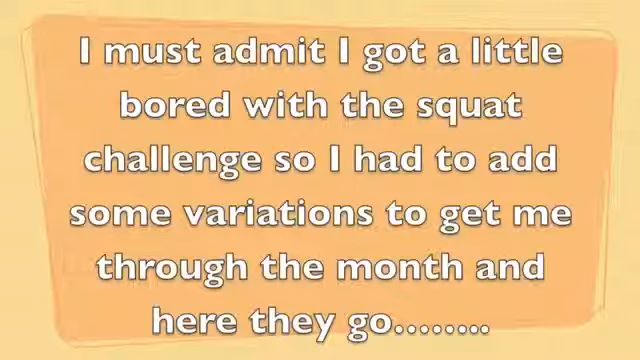 I must admit I got a little
bored with the squat
challenge so I had to add
some variations to get me
through the month and
here they go........